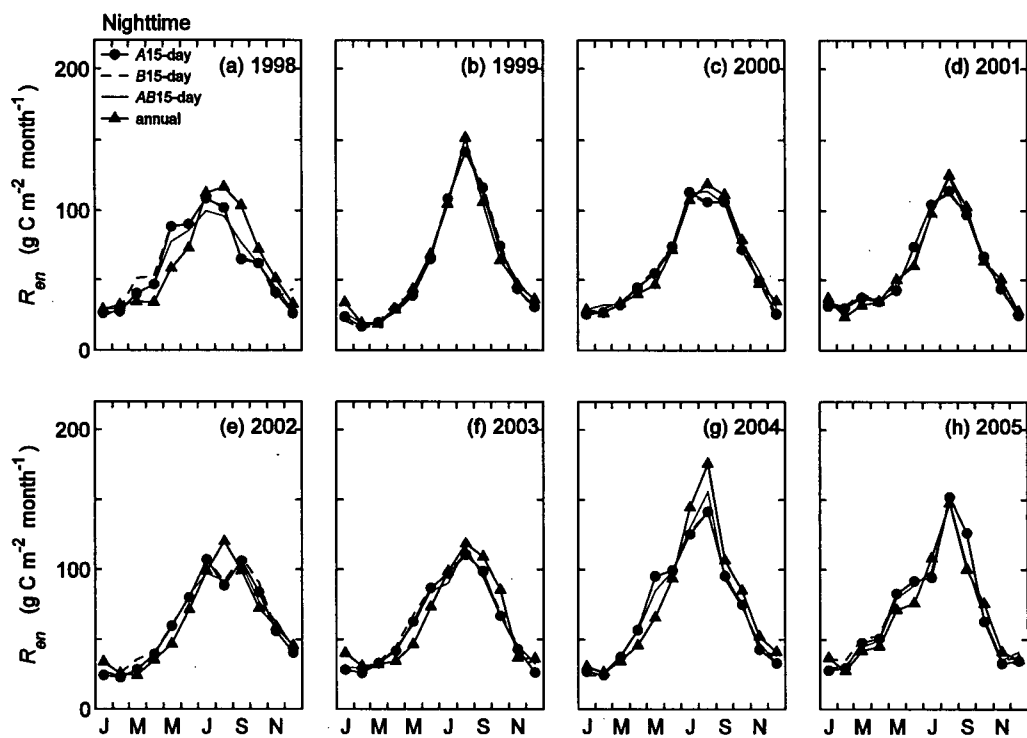 Nighttime
A15-day
B15-day
AB15-day
annual
(a) 1998
(b) 1999
(c) 2000
(d) 2001
200
100
0
Ren (g C m-2 month-1)
(e) 2002
(f) 2003
(g) 2004
(h) 2005
200
100
0
Ren (g C m-2 month-1)
J M M J S N
J M M J S N
J M M J S N
J M M J S N